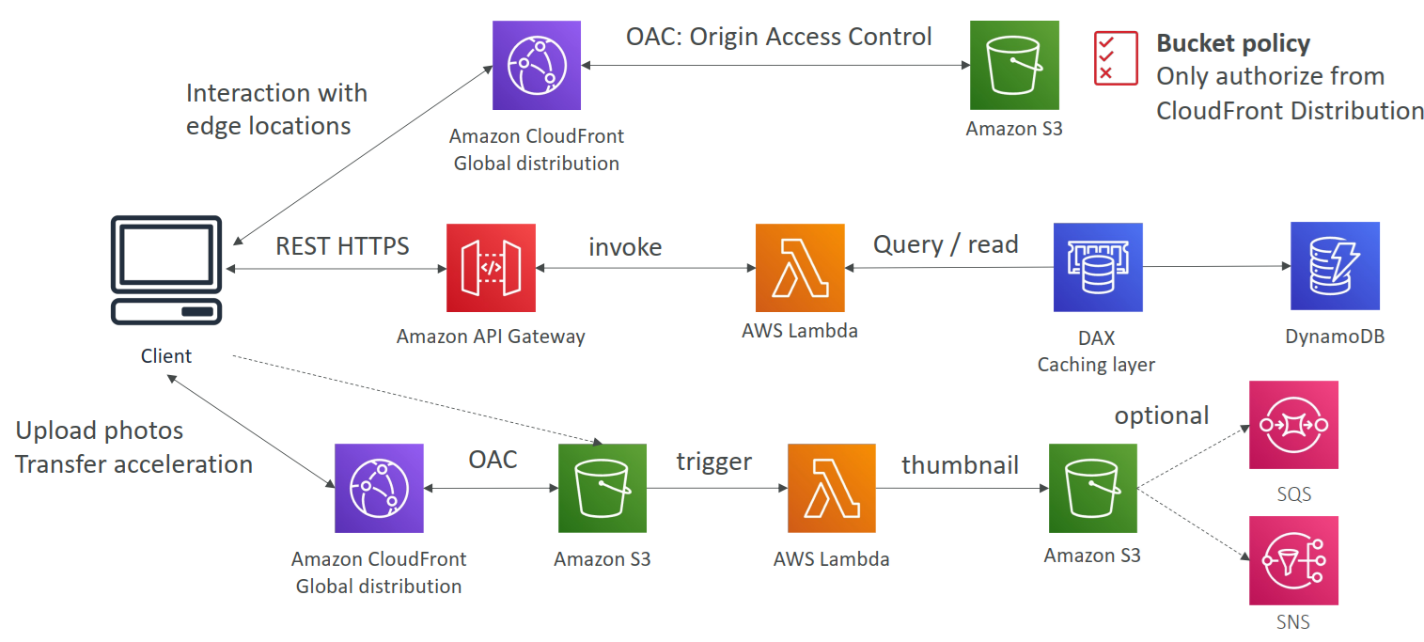 OAC: Origin Access Control
Bucket policy
Only authorize from
CloudFront Distribution
Interaction with
edge locations
Amazon CloudFront
Global distribution
Amazon S3
REST HTTPS
invoke
Query / read
Amazon API Gateway
AWS Lambda
DAX
Caching layer
DynamoDB
Client
Upload photos
Transfer acceleration
OAC
trigger
thumbnail
optional
Amazon CloudFront
Global distribution
Amazon S3
AWS Lambda
Amazon S3
SQS
SNS